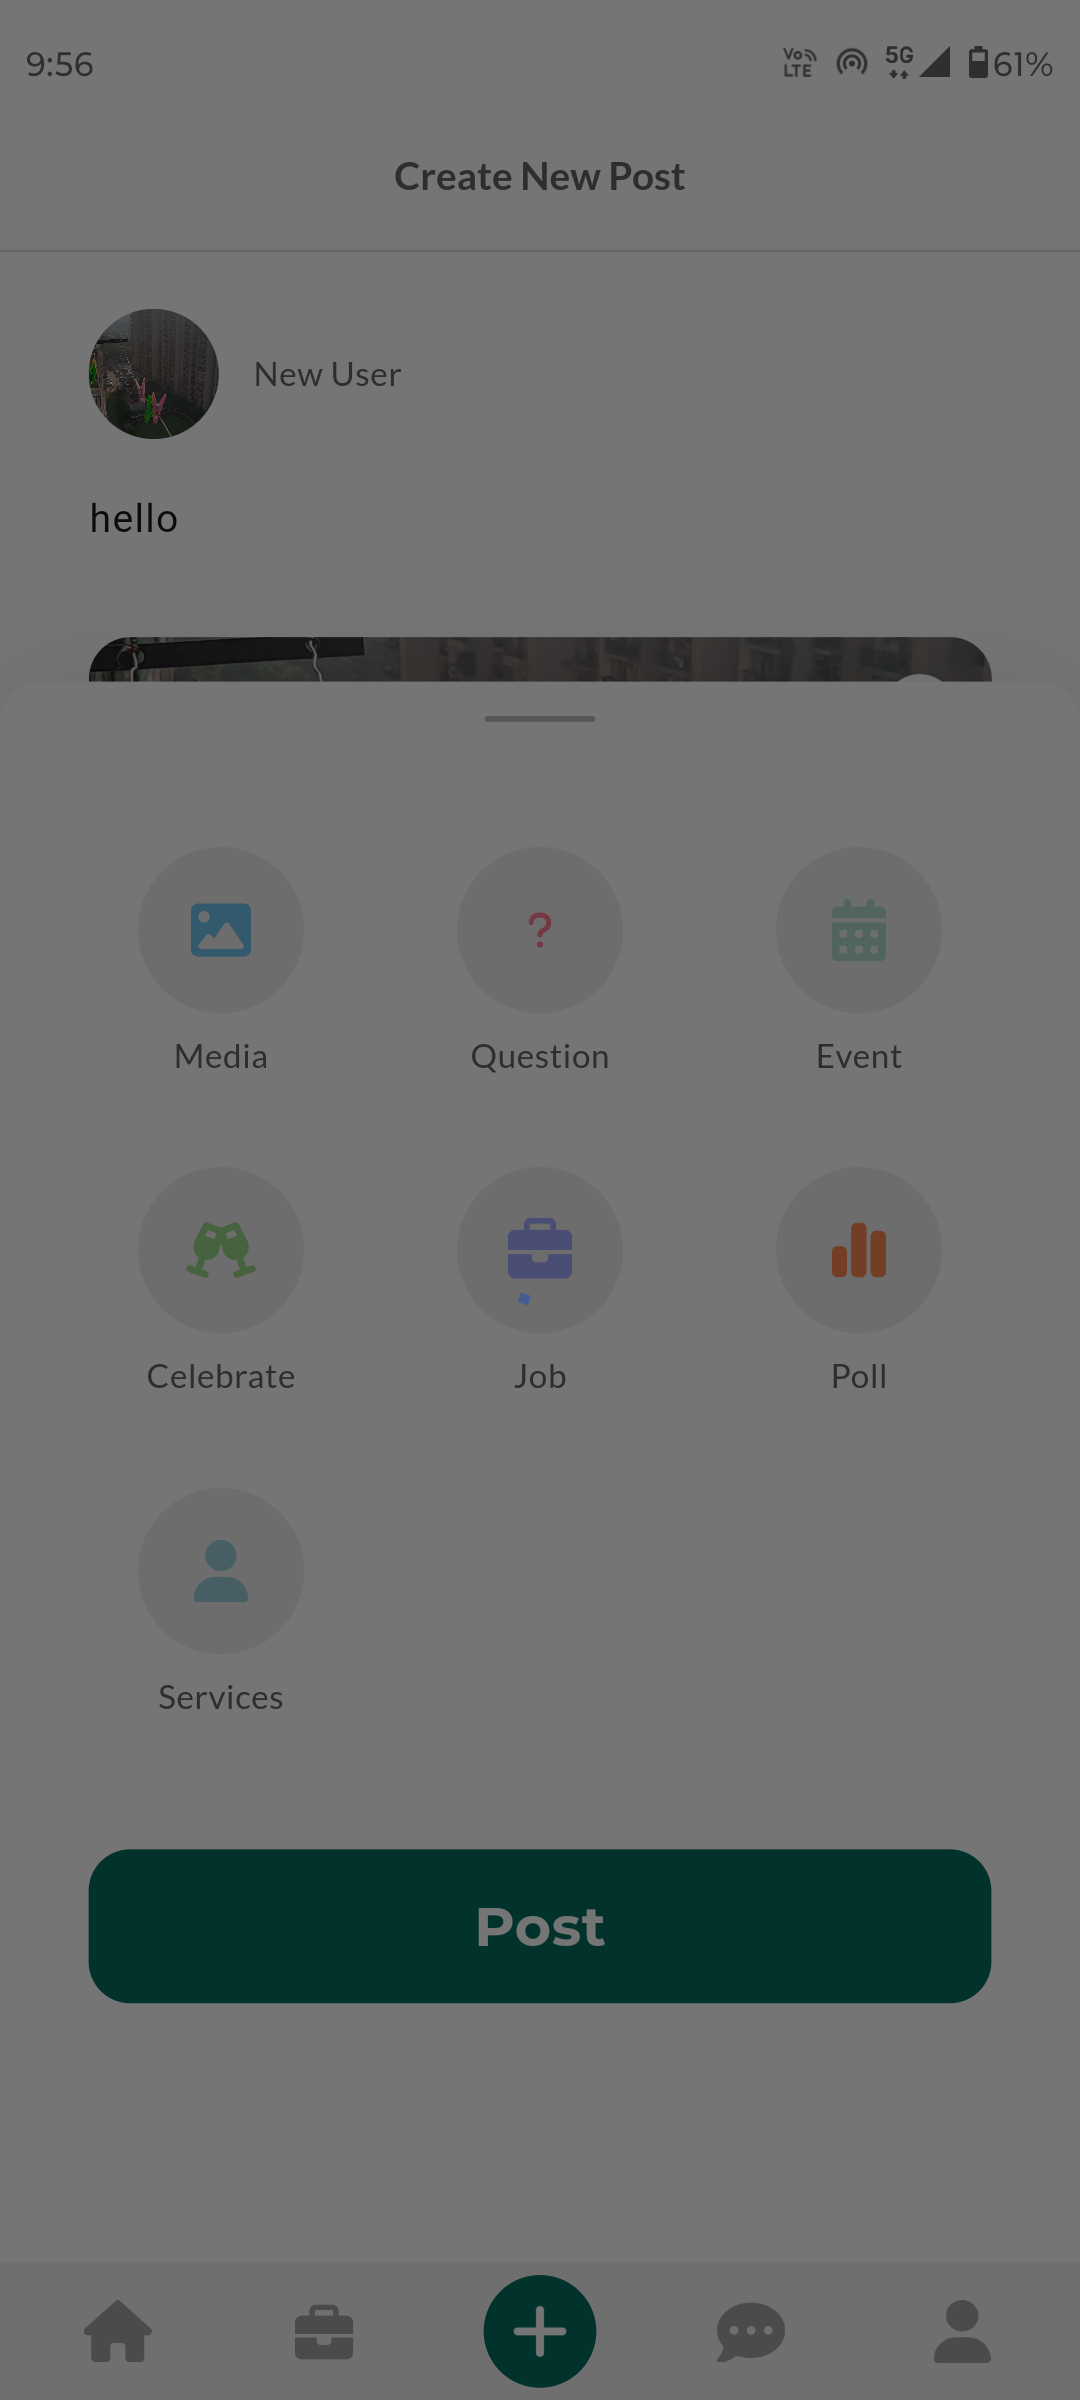 9:56
Vo LTE 5G 61%
Create New Post
New User
hello
Media Question Event
Celebrate Job Poll
Services
Post